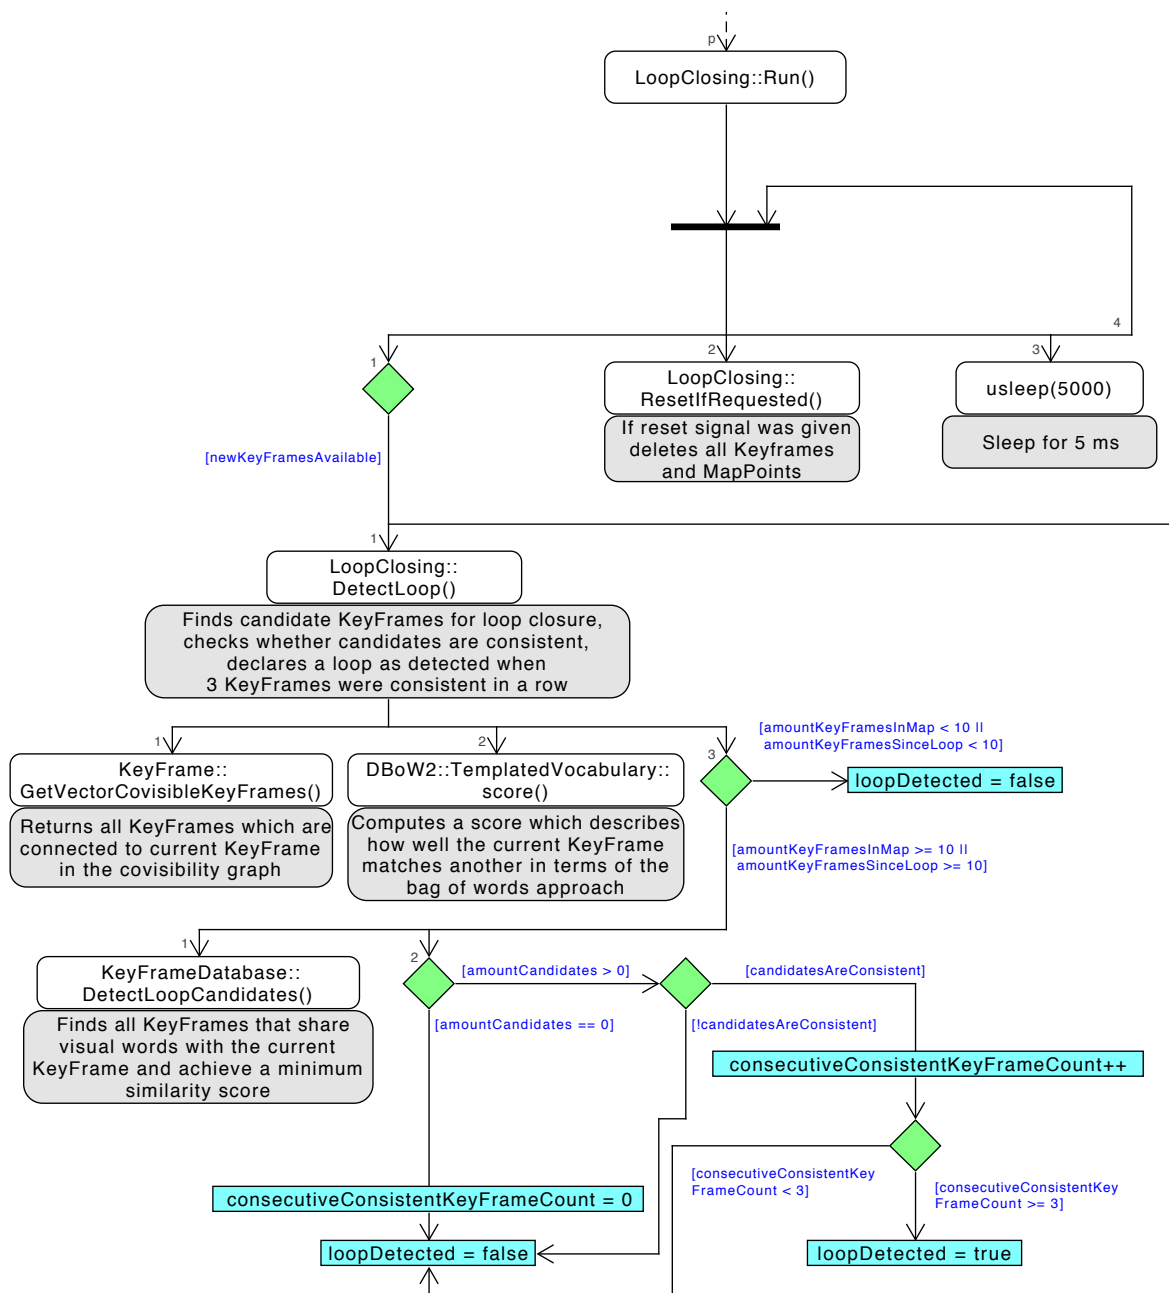 p
LoopClosing::Run()
4
1
2
3
LoopClosing::
ResetIfRequested()
usleep(5000)
If reset signal was given
deletes all Keyframes
and MapPoints
Sleep for 5 ms
[newKeyFramesAvailable]
1
LoopClosing::
DetectLoop()
Finds candidate KeyFrames for loop closure,
checks whether candidates are consistent,
declares a loop as detected when
3 KeyFrames were consistent in a row
1
2
3
KeyFrame::
GetVectorCovisibleKeyFrames()
Returns all KeyFrames which are
connected to current KeyFrame
in the covisibility graph
DBoW2::TemplatedVocabulary::
score()
Computes a score which describes
how well the current KeyFrame
matches another in terms of the
bag of words approach
[amountKeyFramesInMap < 10 ||
amountKeyFramesSinceLoop < 10]
loopDetected = false
[amountKeyFramesInMap >= 10 ||
amountKeyFramesSinceLoop >= 10]
1
2
KeyFrameDatabase::
DetectLoopCandidates()
Finds all KeyFrames that share
visual words with the current
KeyFrame and achieve a minimum
similarity score
[amountCandidates > 0]
[candidatesAreConsistent]
[amountCandidates == 0]
[!candidatesAreConsistent]
consecutiveConsistentKeyFrameCount++
[consecutiveConsistentKey
FrameCount < 3]
[consecutiveConsistentKey
FrameCount >= 3]
consecutiveConsistentKeyFrameCount = 0
loopDetected = false
loopDetected = true